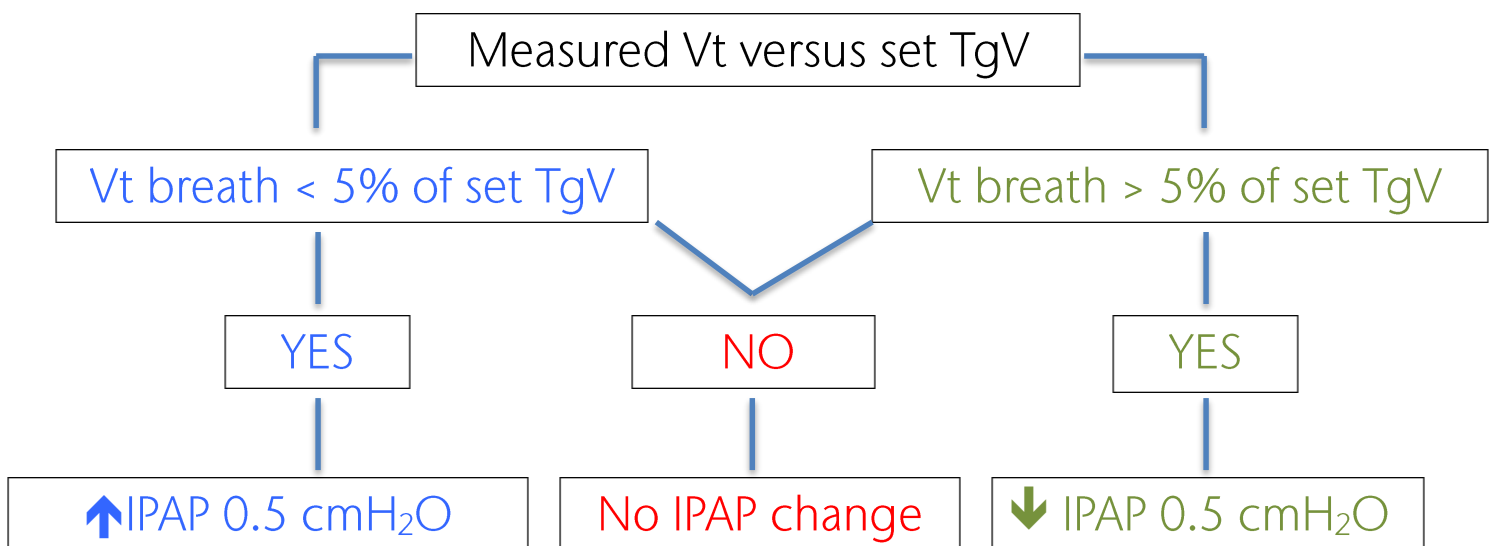 Measured Vt versus set TgV
Vt breath < 5% of set TgV
Vt breath > 5% of set TgV
YES
NO
YES
↑IPAP 0.5 cmH₂O
No IPAP change
↓ IPAP 0.5 cmH₂O